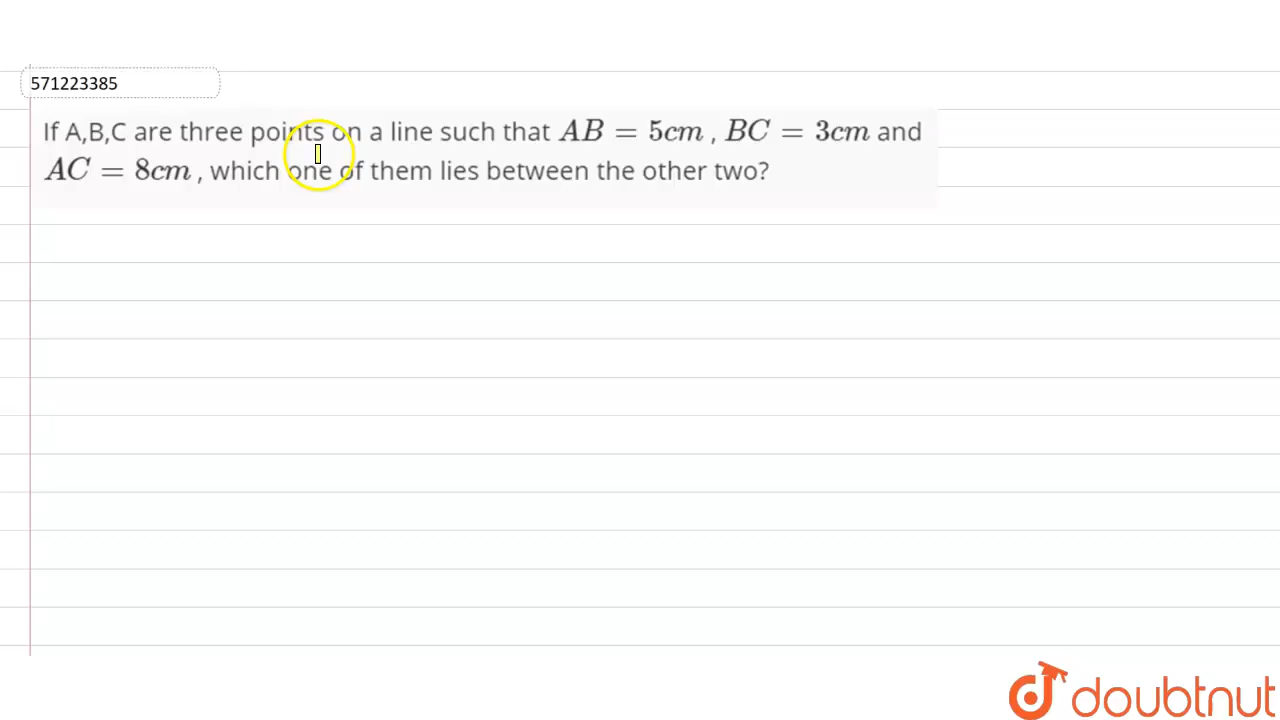 571223385
If A,B,C are three points on a line such that AB = 5cm , BC = 3cm and
AC = 8cm , which one of them lies between the other two?
doubtnut